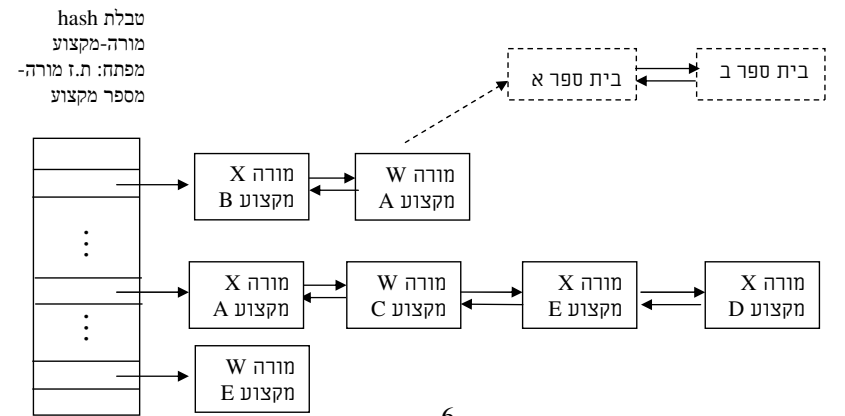 טבלת hash
מורה-מקצוע
מפתח: ת.ז מורה-
מספר מקצוע
בית ספר א
בית ספר ב
מורה X
מקצוע B
מורה W
מקצוע A
מורה X
מקצוע A
מורה W
מקצוע C
מורה X
מקצוע E
מורה X
מקצוע D
מורה W
מקצוע E
6